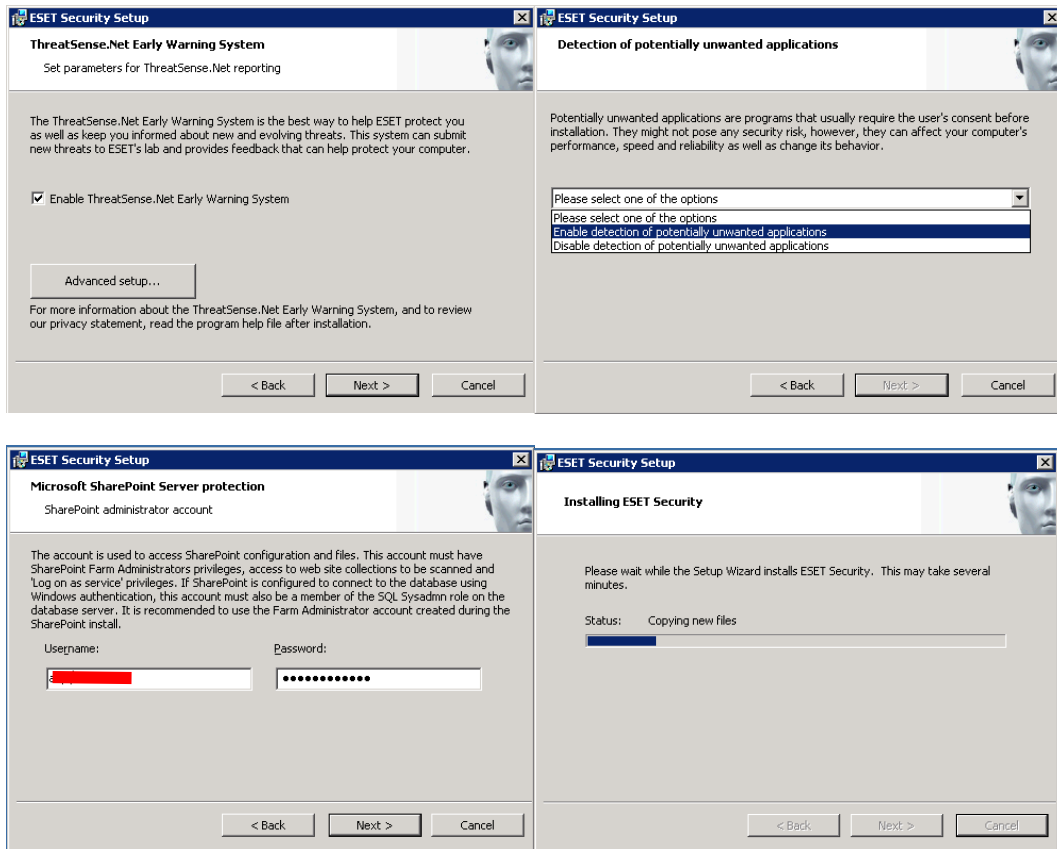 ESET Security Setup
ThreatSense.Net Early Warning System
Set parameters for ThreatSense.Net reporting
The ThreatSense.Net Early Warning System is the best way to help ESET protect you
as well as keep you informed about new and evolving threats. This system can submit
new threats to ESET's lab and provides feedback that can help protect your computer.
Enable ThreatSense.Net Early Warning System
Advanced setup...
For more information about the ThreatSense.Net Early Warning System, and to review
our privacy statement, read the program help file after installation.
< Back Next > Cancel
ESET Security Setup
Detection of potentially unwanted applications
Potentially unwanted applications are programs that usually require the user's consent before
installation. They might not pose any security risk, however, they can affect your computer's
performance, speed and reliability as well as change its behavior.
Please select one of the options
Please select one of the options
Enable detection of potentially unwanted applications
Disable detection of potentially unwanted applications
< Back Next > Cancel
ESET Security Setup
Microsoft SharePoint Server protection
SharePoint administrator account
The account is used to access SharePoint configuration and files. This account must have
SharePoint Farm Administrators privileges, access to web site collections to be scanned and
'Log on as service' privileges. If SharePoint is configured to connect to the database using
Windows authentication, this account must also be a member of the SQL Sysadmn role on the
database server. It is recommended to use the Farm Administrator account created during the
SharePoint install.
Username: Password:
< Back Next > Cancel
ESET Security Setup
Installing ESET Security
Please wait while the Setup Wizard installs ESET Security. This may take several
minutes.
Status: Copying new files
< Back Next > Cancel